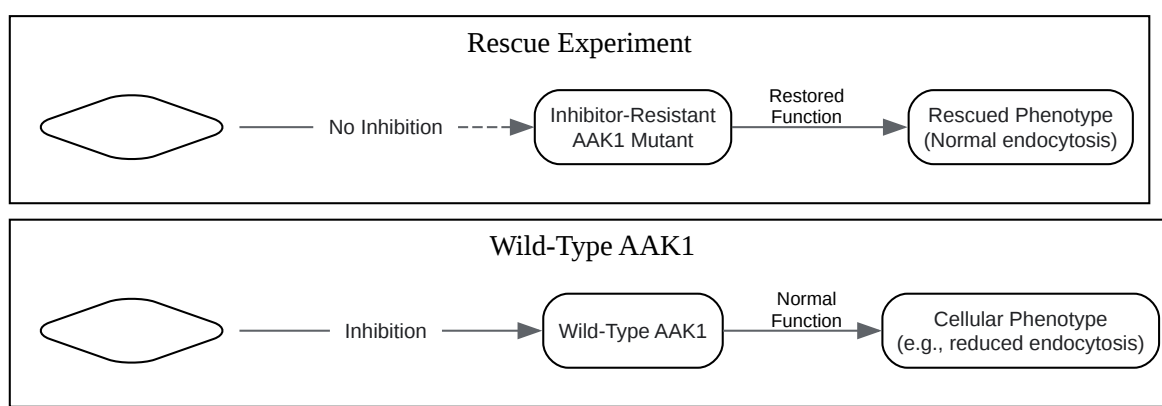 Rescue Experiment
No Inhibition
Inhibitor-Resistant
AAK1 Mutant
Restored
Function
Rescued Phenotype
(Normal endocytosis)
Wild-Type AAK1
Inhibition
Wild-Type AAK1
Normal
Function
Cellular Phenotype
(e.g., reduced endocytosis)